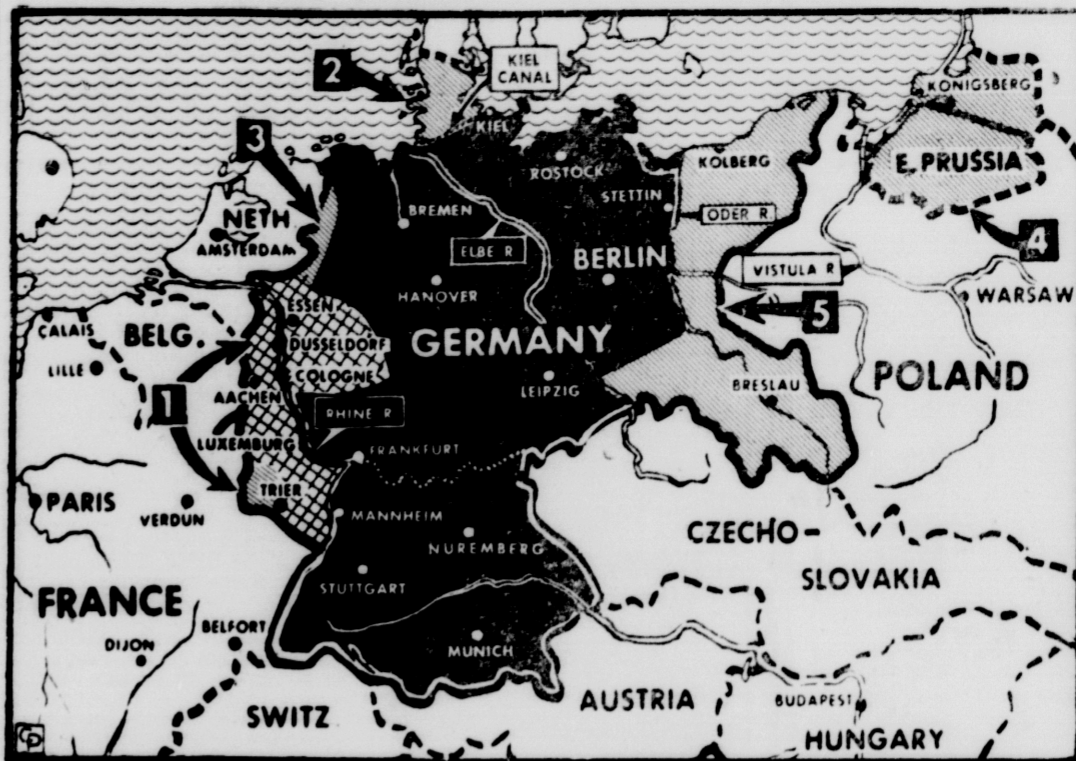 2
KIEL
CANAL
KONIGSBERG
3
KIEL
KOLBERG
E. PRUSSIA
ROSTOCK
NETH
STETTIN
BREMEN
ODER R.
4
AMSTERDAM
ELBE R
BERLIN
VISTULA R
HANOVER
WARSAW
ESSEN
CALAIS
BELG.
DUSSELDORF
GERMANY
5
LILLE
COLOGNE
LEIPZIG
BRESLAU
POLAND
1
AACHEN
RHINE R
LUXEMBURG
FRANKFURT
PARIS
TRIER
VERDUN
MANNHEIM
NUREMBERG
CZECHO-
SLOVAKIA
STUTTGART
FRANCE
BELFORT
DIJON
MUNICH
AUSTRIA
BUDAPEST
SWITZ
HUNGARY